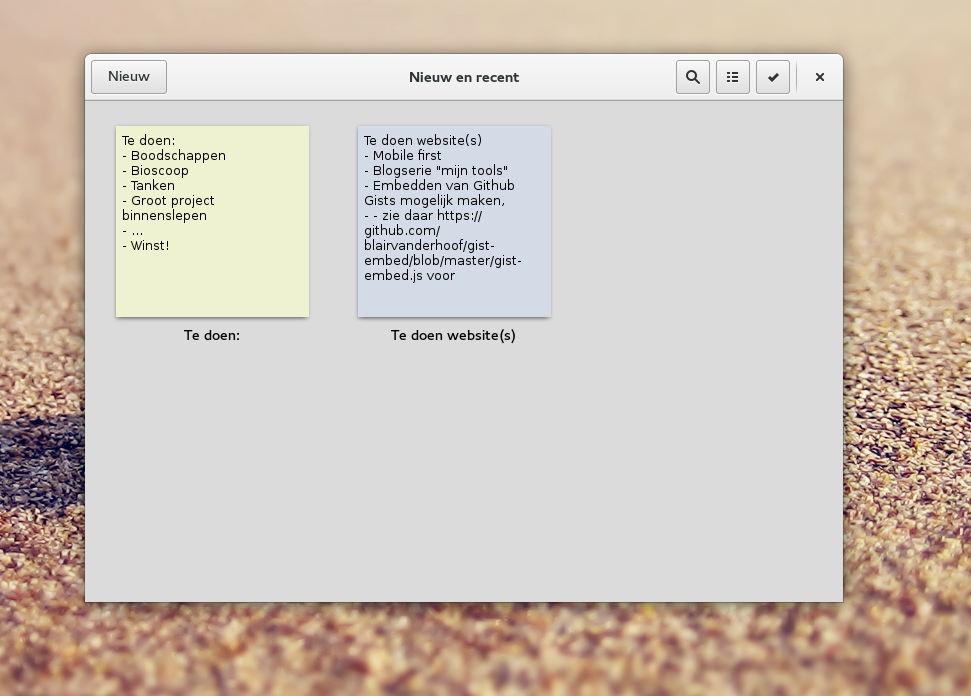 Nieuw
Nieuw en recent
Te doen:
- Boodschappen
- Bioscoop
- Tanken
- Groot project
binnenslepen
- ...
- Winst!
Te doen:
Te doen website(s)
- Mobile first
- Blogserie "mijn tools"
- Embedden van Github
Gists mogelijk maken,
- - zie daar https://
github.com/
blairvanderhoof/gist-
embed/blob/master/gist-
embed.js voor
Te doen website(s)